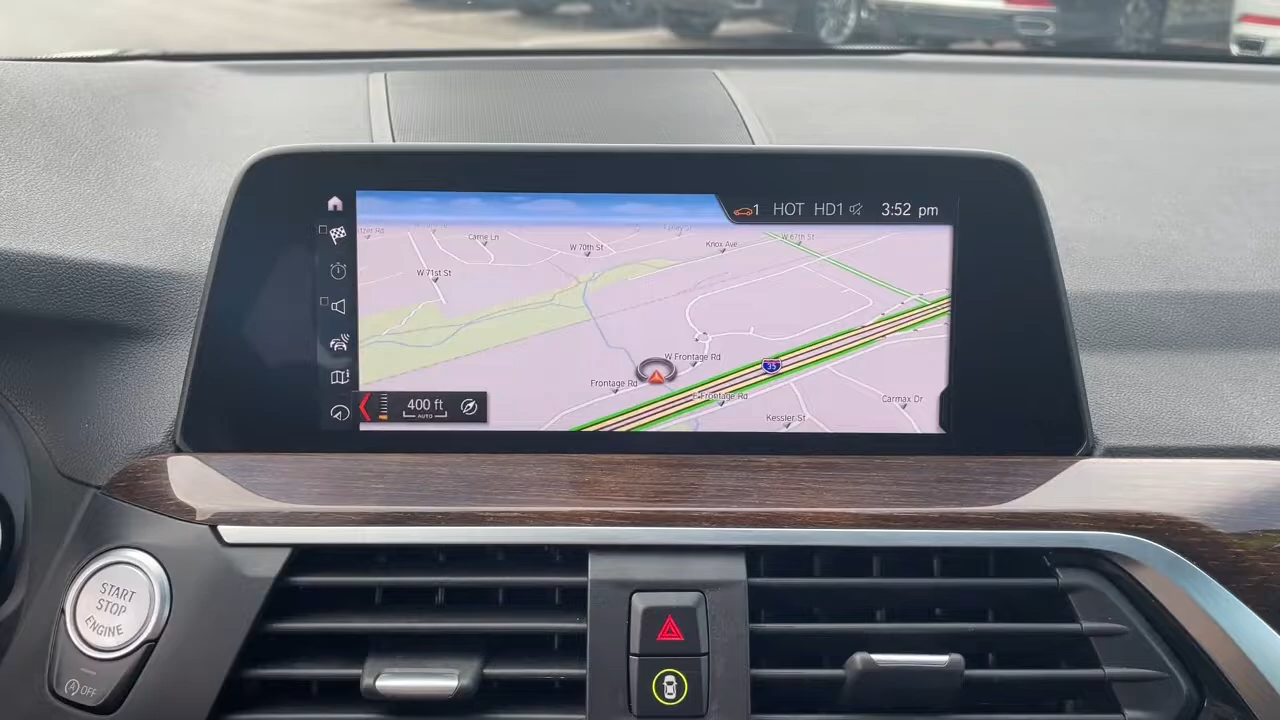 1 HOT HD1 3:52 pm
Carrie Ln
W 70th St
Knox Ave
W 67th St
W 71st St
W Frontage Rd
35
Frontage Rd
E Frontage Rd
Carmax Dr
Kessler St
400 ft
AUTO
START
STOP
ENGINE
OFF